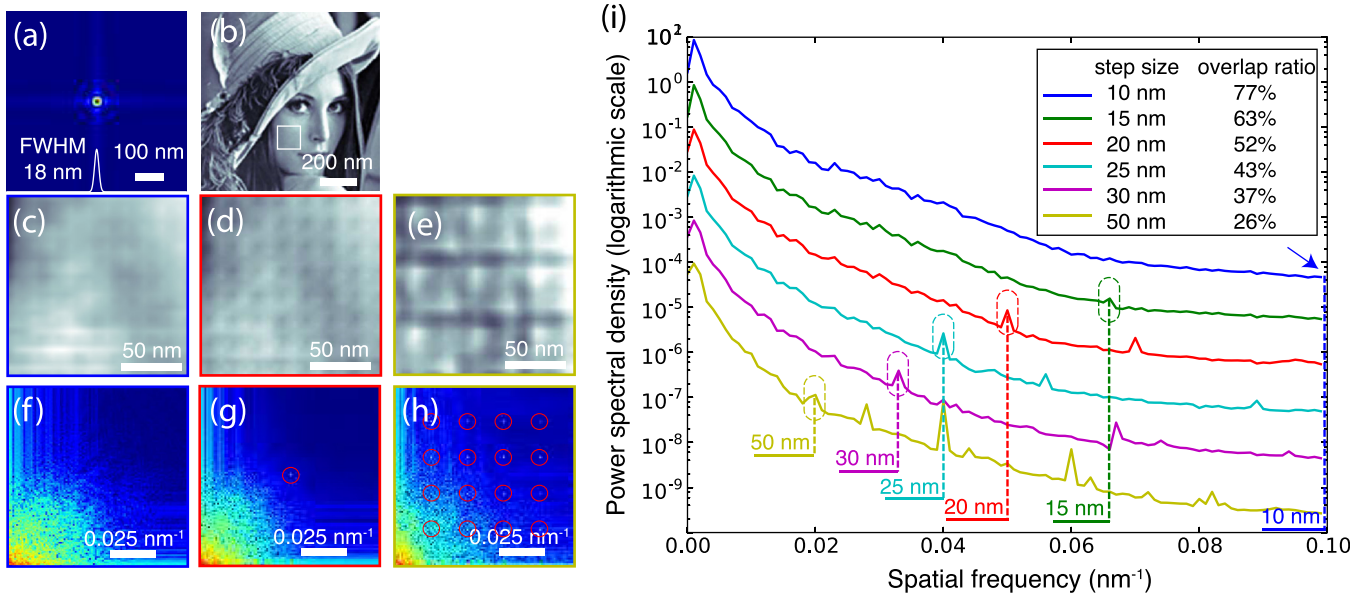 (a)
FWHM
18 nm
100 nm
(b)
200 nm
(c)
50 nm
(d)
50 nm
(e)
50 nm
(f)
0.025 nm⁻¹
(g)
0.025 nm⁻¹
(h)
0.025 nm⁻¹
(i)
Power spectral density (logarithmic scale)
10²
10¹
10⁰
10⁻¹
10⁻²
10⁻³
10⁻⁴
10⁻⁵
10⁻⁶
10⁻⁷
10⁻⁸
10⁻⁹
step size overlap ratio
10 nm 77%
15 nm 63%
20 nm 52%
25 nm 43%
30 nm 37%
50 nm 26%
50 nm
30 nm
25 nm
20 nm
15 nm
10 nm
0.00 0.02 0.04 0.06 0.08 0.10
Spatial frequency (nm⁻¹)